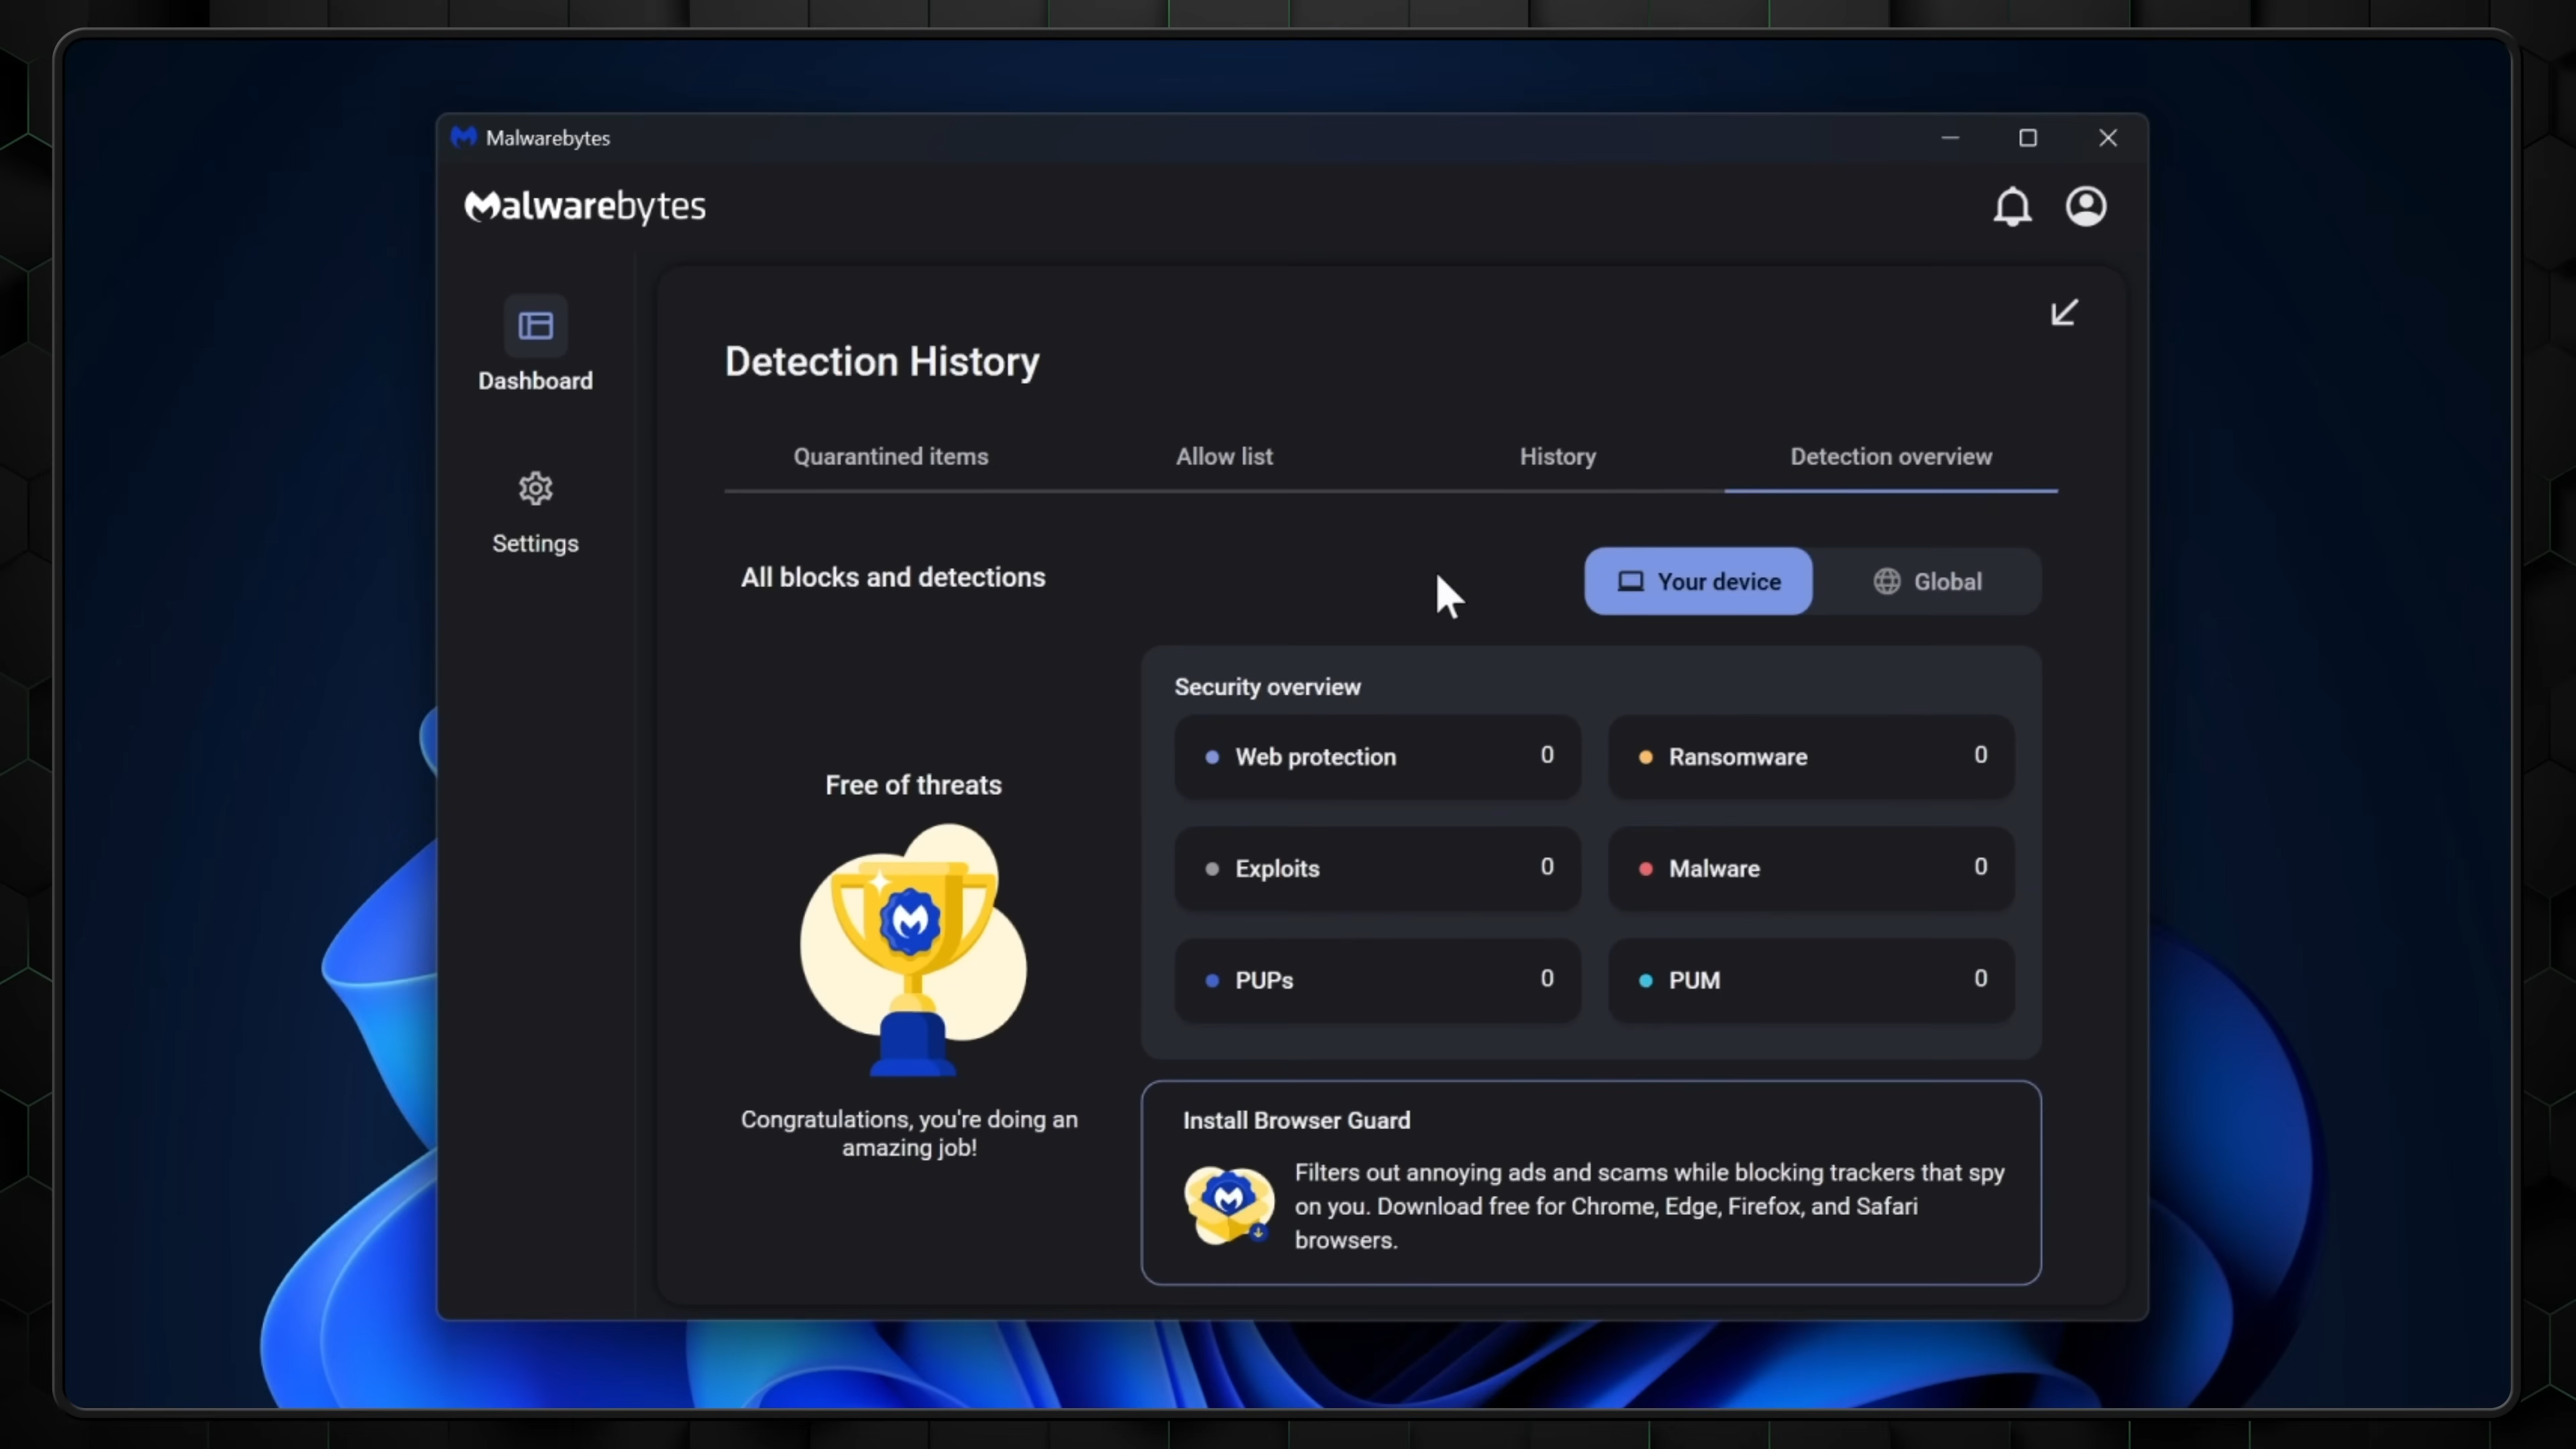 Malwarebytes
Malwarebytes
Dashboard
Settings
Detection History
Quarantined items
Allow list
History
Detection overview
All blocks and detections
Your device
Global
Free of threats
Congratulations, you're doing an
amazing job!
Security overview
Web protection 0
Ransomware 0
Exploits 0
Malware 0
PUPs 0
PUM 0
Install Browser Guard
Filters out annoying ads and scams while blocking trackers that spy
on you. Download free for Chrome, Edge, Firefox, and Safari
browsers.